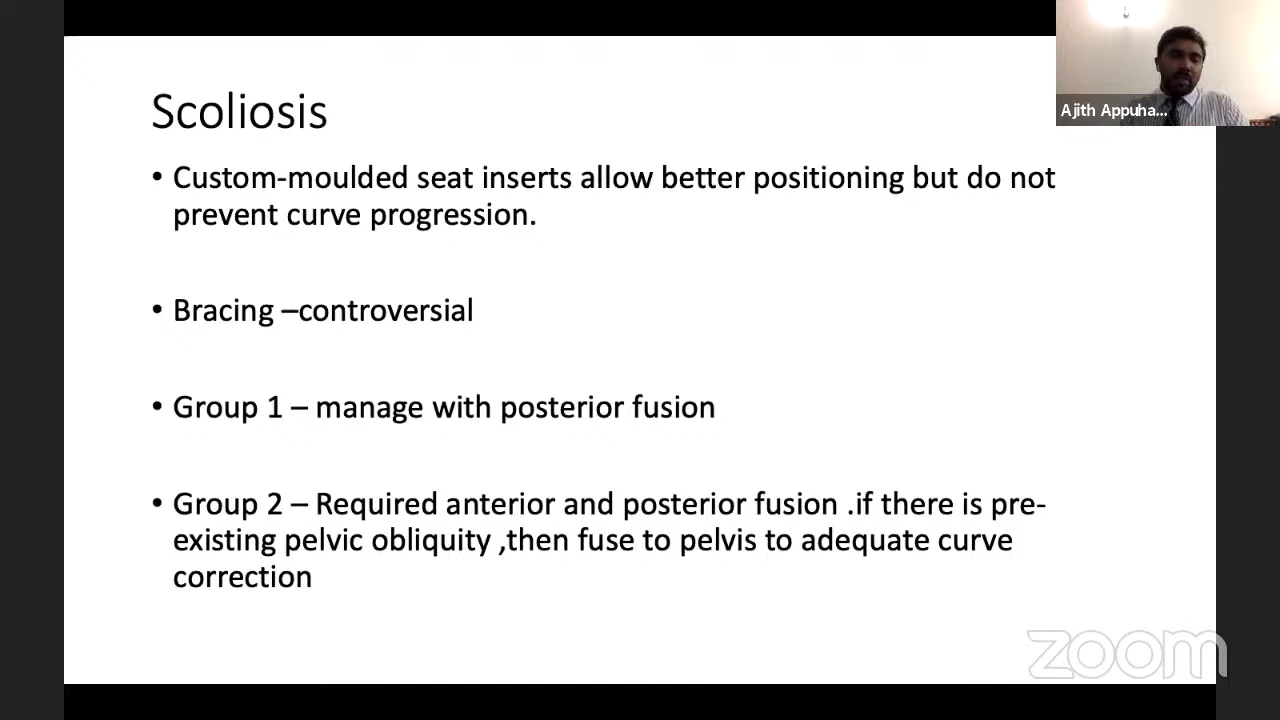 Scoliosis
• Custom-moulded seat inserts allow better positioning but do not
prevent curve progression.
• Bracing –controversial
• Group 1 – manage with posterior fusion
• Group 2 – Required anterior and posterior fusion .if there is pre-
existing pelvic obliquity ,then fuse to pelvis to adequate curve
correction
Ajith Appuha...
zoom